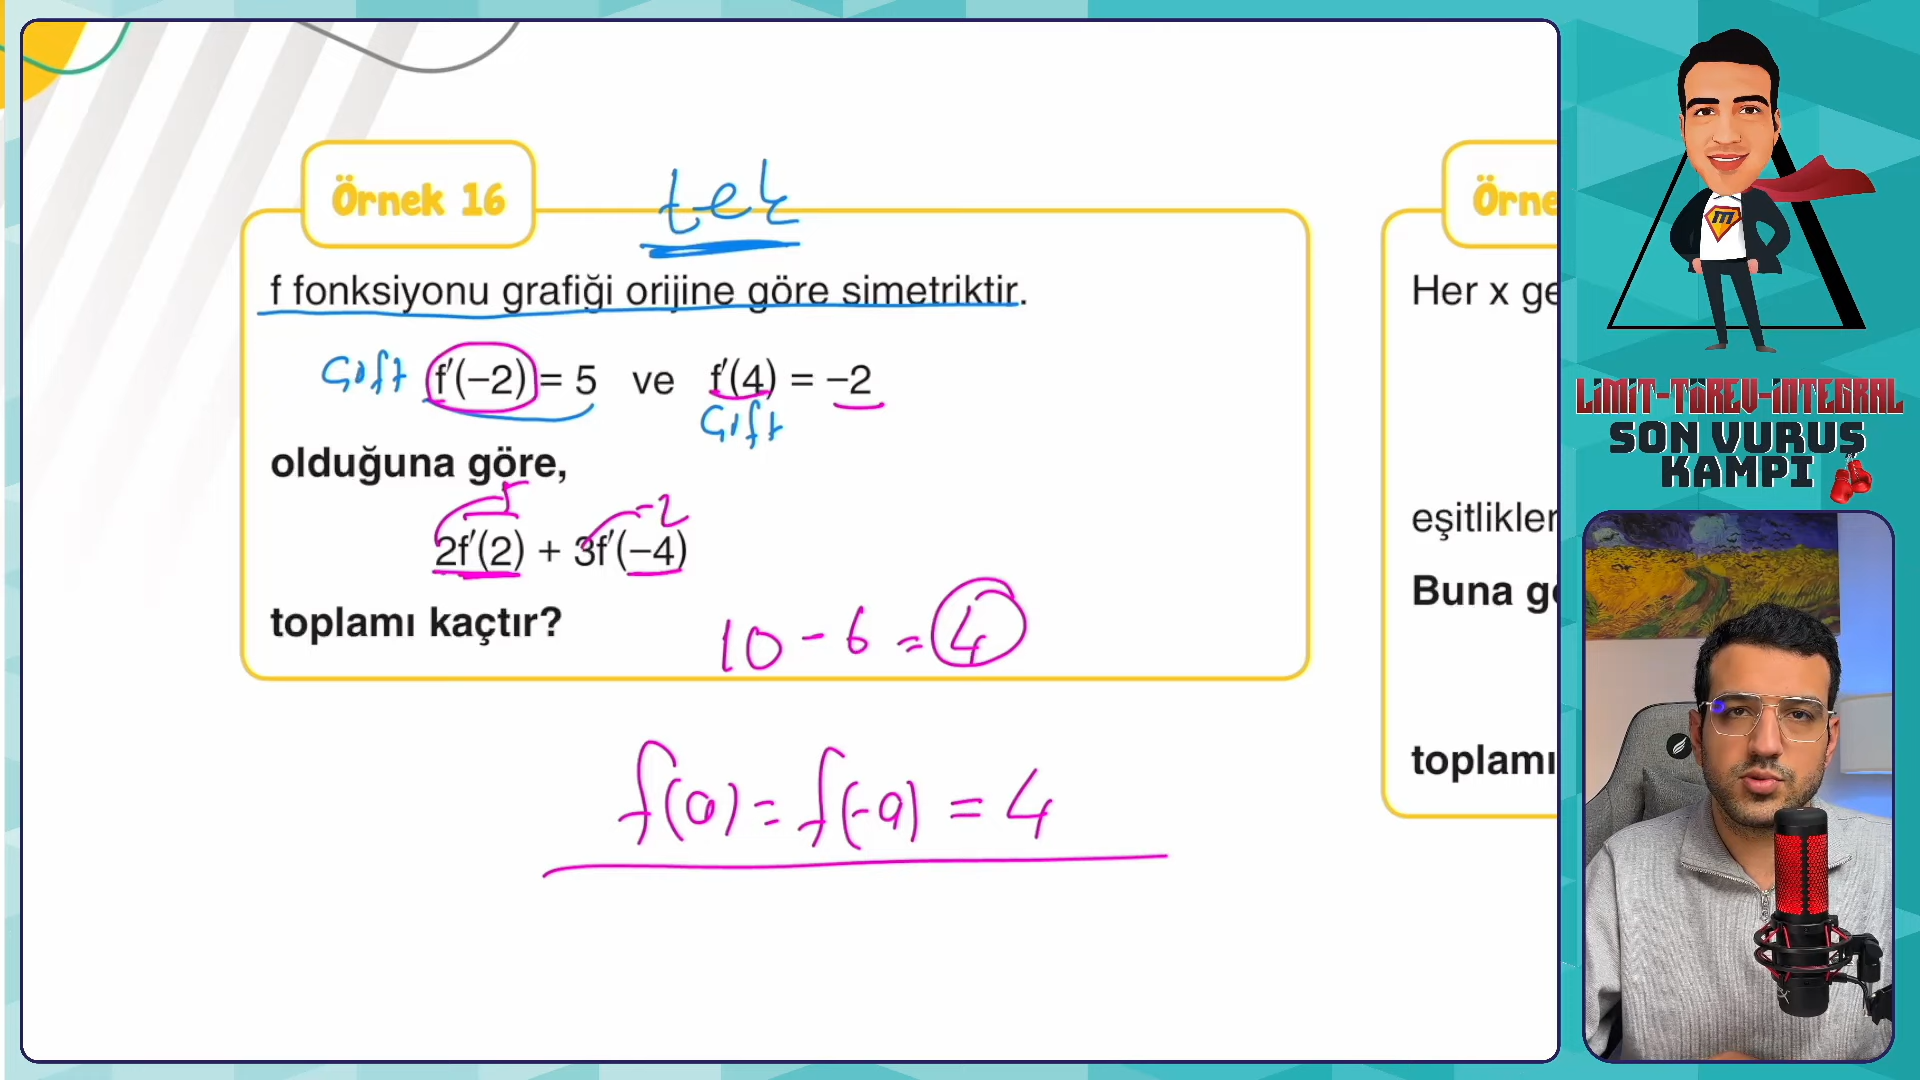 Örnek 16
tek
f fonksiyonu grafiği orijine göre simetriktir.
Çift f′(−2) = 5 ve f′(4) = −2
Çift
olduğuna göre,
5 -2
2f′(2) + 3f′(−4)
toplamı kaçtır?
10 - 6 = 4
f(a) = f(-a) = 4
Örne
Her x ge
eşitlikler
Buna g
toplamı
m
LİMİT-TÜREV-İNTEGRAL
SON VURUŞ
KAMPI